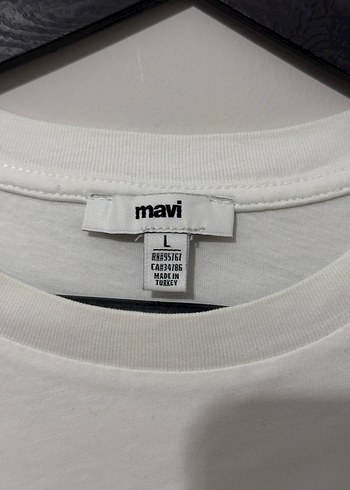 mavi
L
RN#95767
CA#34786
MADE IN
TURKEY